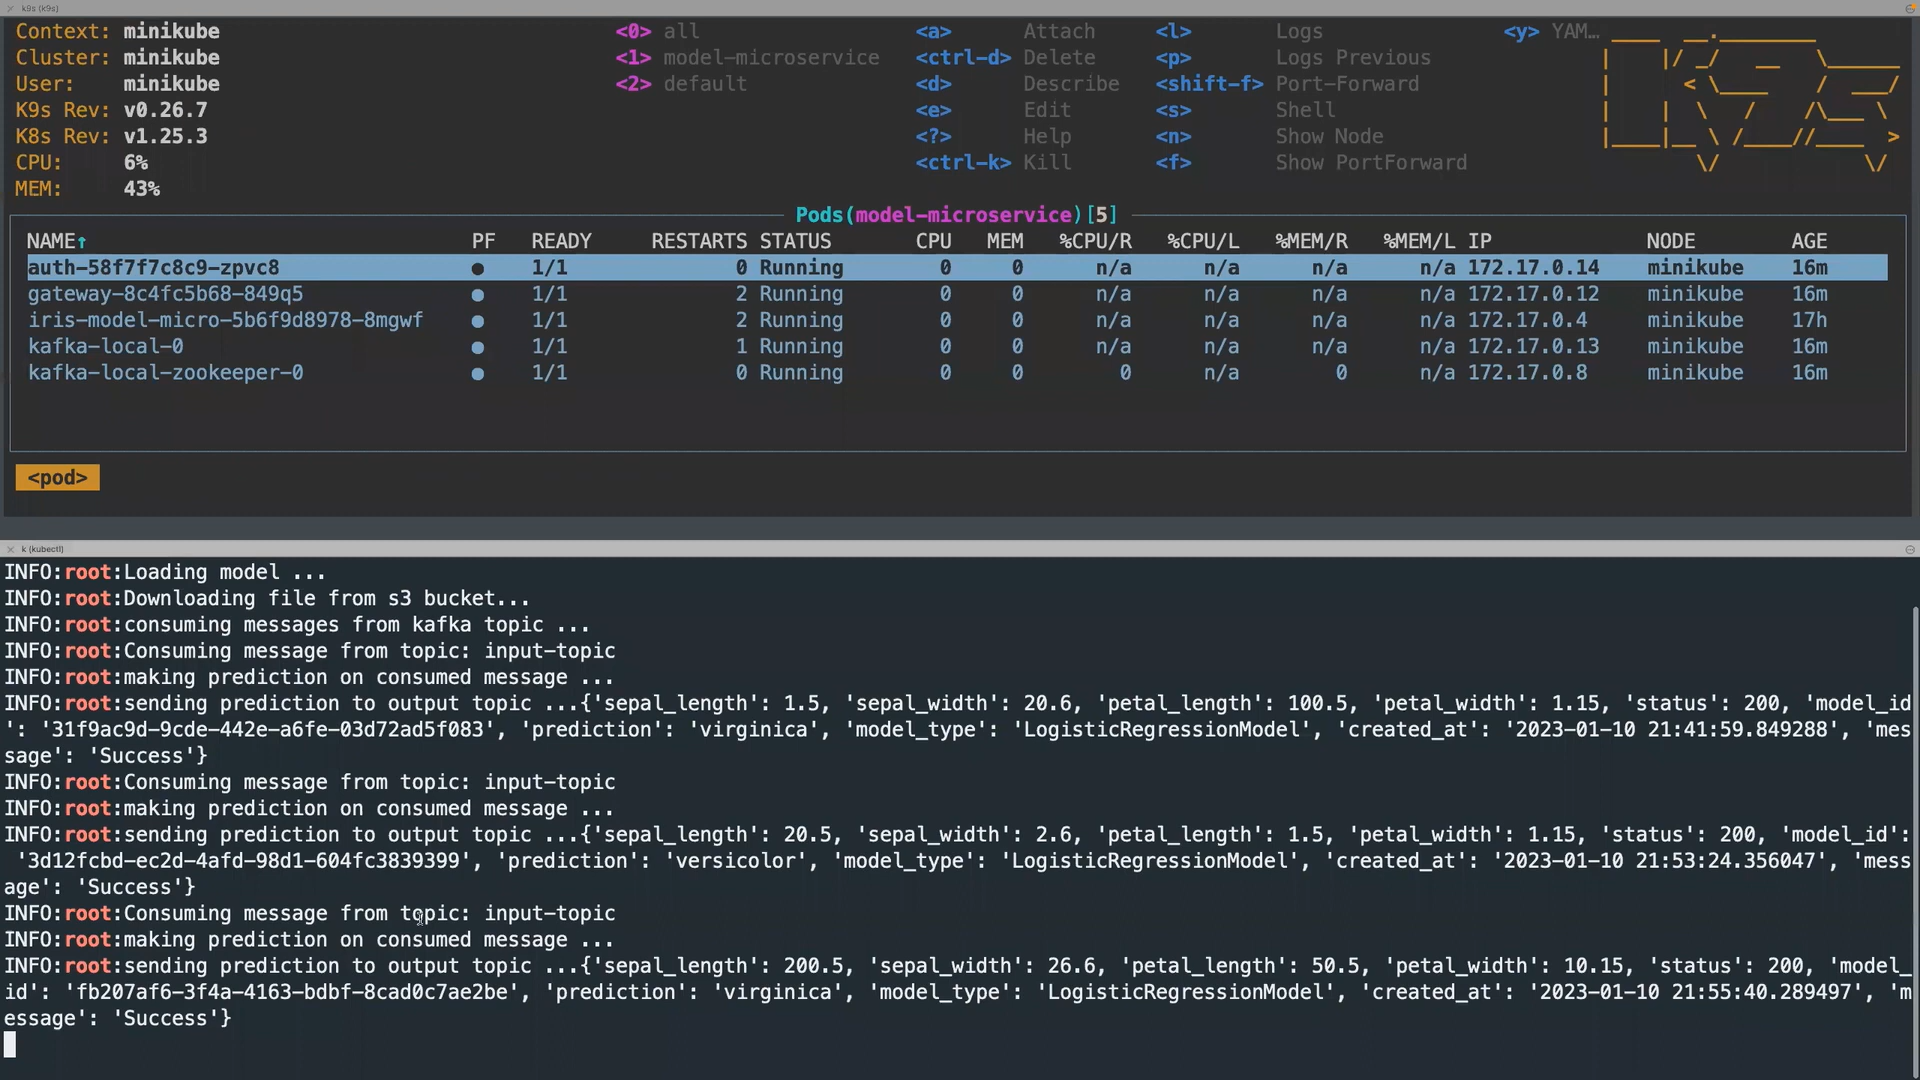 k9s (k9s)
Context: minikube <0> all <a> Attach <l> Logs <y> YAM…
Cluster: minikube <1> model-microservice <ctrl-d> Delete <p> Logs Previous
User: minikube <2> default <d> Describe <shift-f> Port-Forward
K9s Rev: v0.26.7 <e> Edit <s> Shell
K8s Rev: v1.25.3 <?> Help <n> Show Node
CPU: 6% <ctrl-k> Kill <f> Show PortForward
MEM: 43%
Pods(model-microservice)[5]
NAME↑ PF READY RESTARTS STATUS CPU MEM %CPU/R %CPU/L %MEM/R %MEM/L IP NODE AGE
auth-58f7f7c8c9-zpvc8 ● 1/1 0 Running 0 0 n/a n/a n/a n/a 172.17.0.14 minikube 16m
gateway-8c4fc5b68-849q5 ● 1/1 2 Running 0 0 n/a n/a n/a n/a 172.17.0.12 minikube 16m
iris-model-micro-5b6f9d8978-8mgwf ● 1/1 2 Running 0 0 n/a n/a n/a n/a 172.17.0.4 minikube 17h
kafka-local-0 ● 1/1 1 Running 0 0 n/a n/a n/a n/a 172.17.0.13 minikube 16m
kafka-local-zookeeper-0 ● 1/1 0 Running 0 0 0 n/a 0 n/a 172.17.0.8 minikube 16m
<pod>
k (kubectl)
INFO:root:Loading model ...
INFO:root:Downloading file from s3 bucket...
INFO:root:consuming messages from kafka topic ...
INFO:root:Consuming message from topic: input-topic
INFO:root:making prediction on consumed message ...
INFO:root:sending prediction to output topic ...{'sepal_length': 1.5, 'sepal_width': 20.6, 'petal_length': 100.5, 'petal_width': 1.15, 'status': 200, 'model_id
': '31f9ac9d-9cde-442e-a6fe-03d72ad5f083', 'prediction': 'virginica', 'model_type': 'LogisticRegressionModel', 'created_at': '2023-01-10 21:41:59.849288', 'mes
sage': 'Success'}
INFO:root:Consuming message from topic: input-topic
INFO:root:making prediction on consumed message ...
INFO:root:sending prediction to output topic ...{'sepal_length': 20.5, 'sepal_width': 2.6, 'petal_length': 1.5, 'petal_width': 1.15, 'status': 200, 'model_id':
'3d12fcbd-ec2d-4afd-98d1-604fc3839399', 'prediction': 'versicolor', 'model_type': 'LogisticRegressionModel', 'created_at': '2023-01-10 21:53:24.356047', 'mess
age': 'Success'}
INFO:root:Consuming message from topic: input-topic
INFO:root:making prediction on consumed message ...
INFO:root:sending prediction to output topic ...{'sepal_length': 200.5, 'sepal_width': 26.6, 'petal_length': 50.5, 'petal_width': 10.15, 'status': 200, 'model_
id': 'fb207af6-3f4a-4163-bdbf-8cad0c7ae2be', 'prediction': 'virginica', 'model_type': 'LogisticRegressionModel', 'created_at': '2023-01-10 21:55:40.289497', 'm
essage': 'Success'}